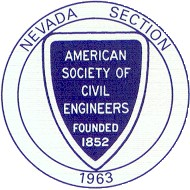 NEVADA SECTION
AMERICAN
SOCIETY OF
CIVIL
ENGINEERS
FOUNDED
1852
1963